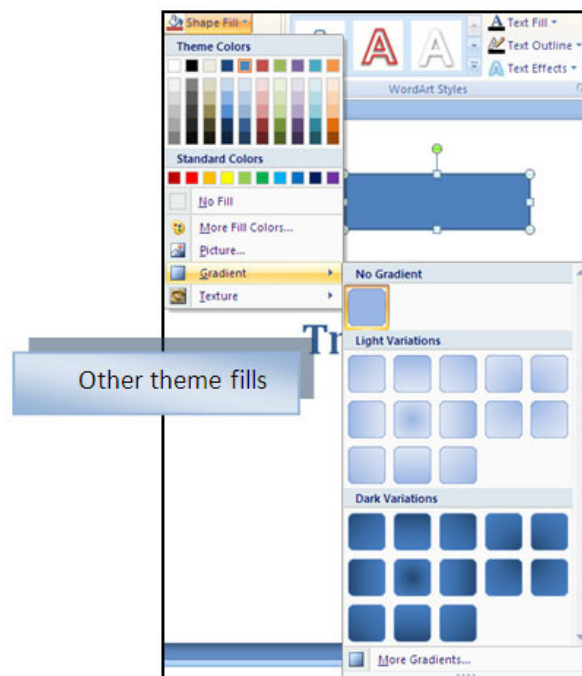 Shape Fill
Text Fill
Text Outline
Text Effects
WordArt Styles
Theme Colors
Standard Colors
No Fill
More Fill Colors...
Picture...
Gradient
Texture
No Gradient
Tr
Light Variations
Other theme fills
Dark Variations
More Gradients...